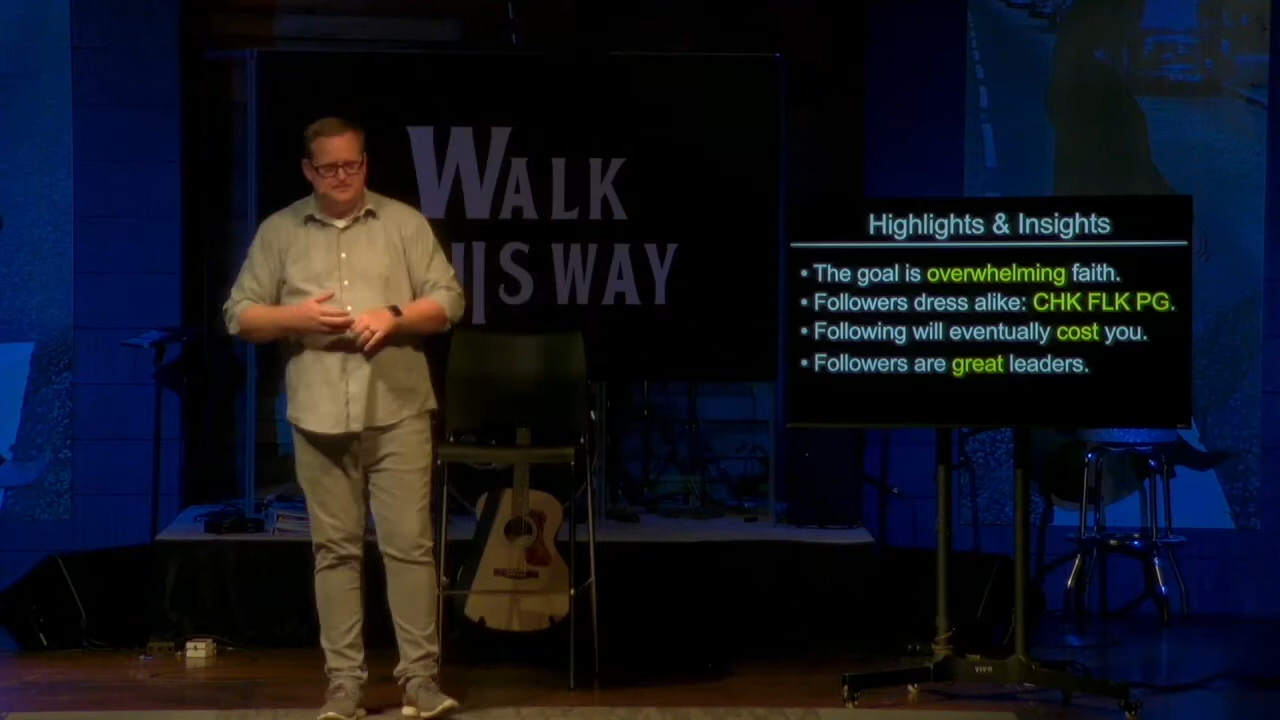 WALK
IS WAY
Highlights & Insights
• The goal is overwhelming faith.
• Followers dress alike: CHK FLK PG.
• Following will eventually cost you.
• Followers are great leaders.
VIVO